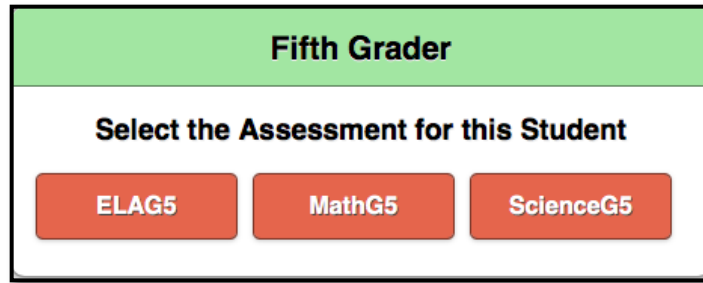 Fifth Grader
Select the Assessment for this Student
ELAG5 MathG5 ScienceG5